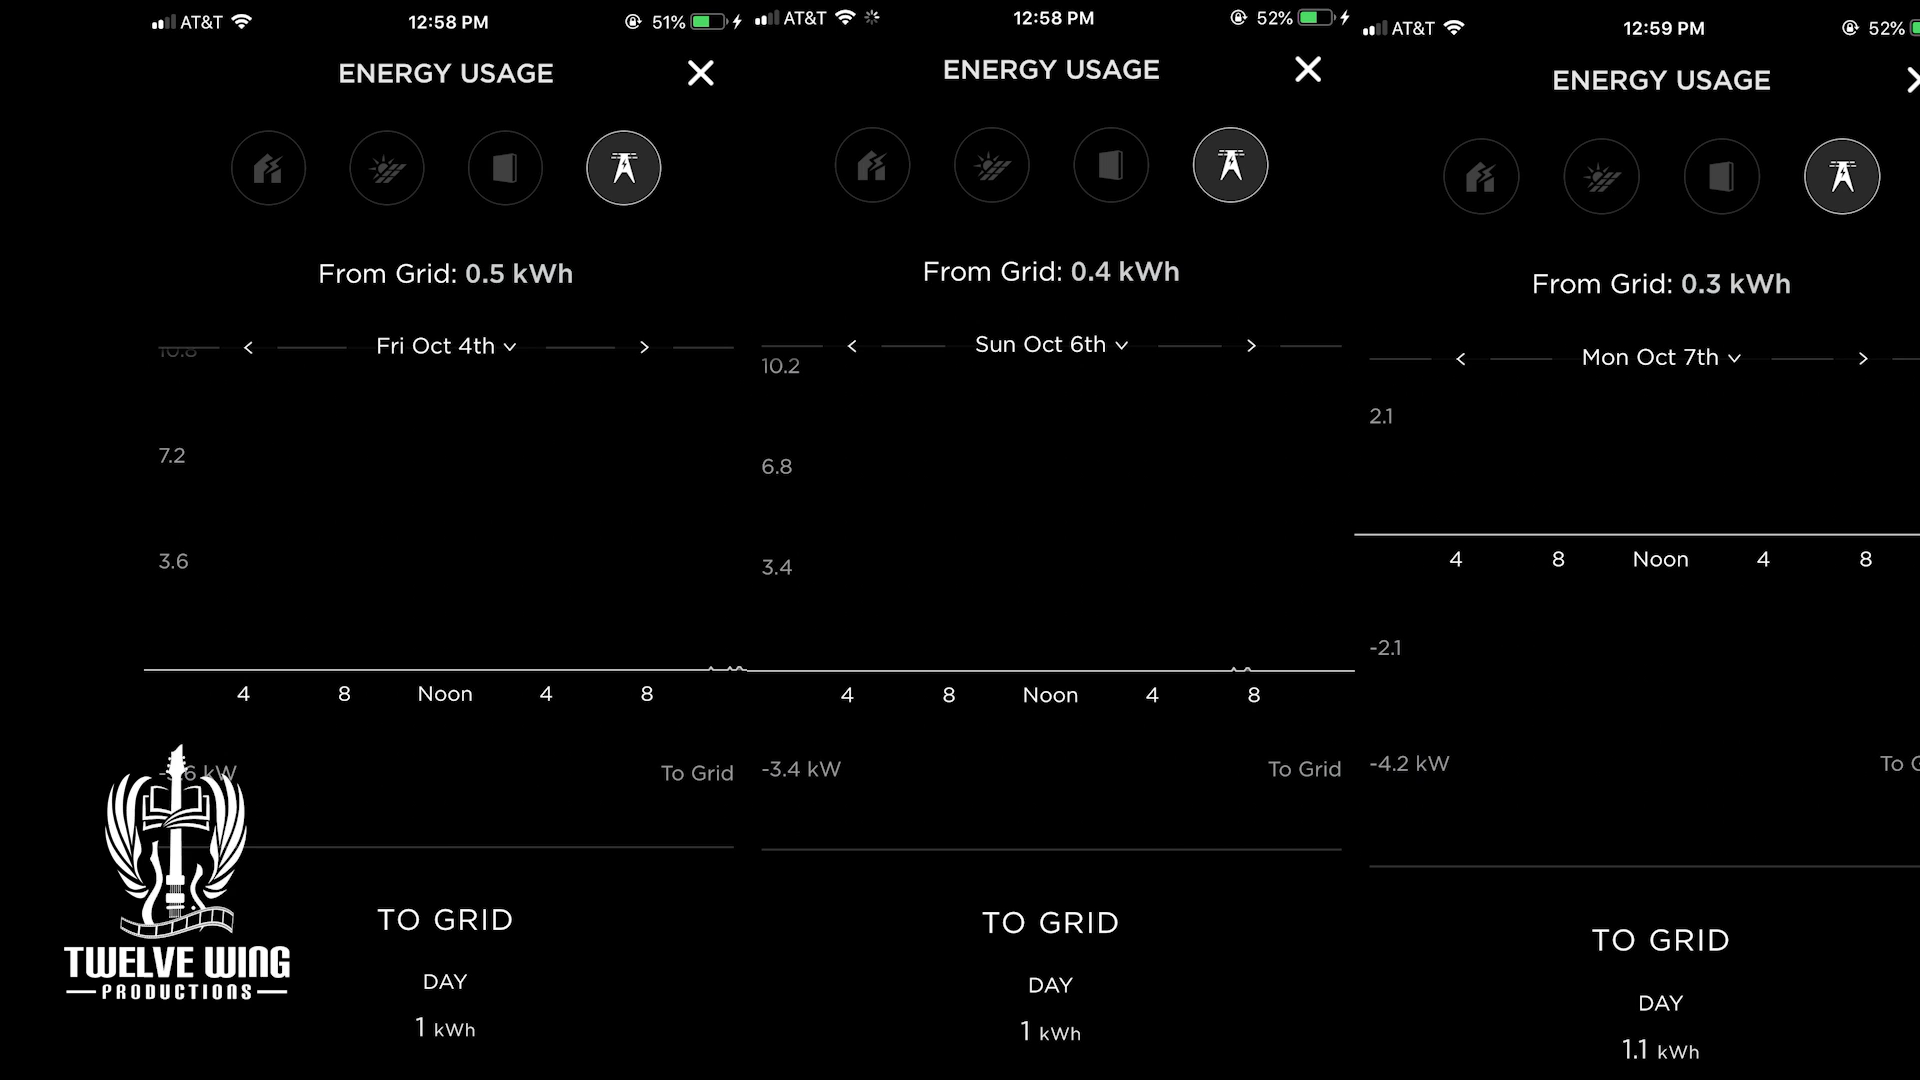 AT&T 12:58 PM 51%
ENERGY USAGE
From Grid: 0.5 kWh
Fri Oct 4th
10.8
7.2
3.6
4 8 Noon 4 8
To Grid
TO GRID
DAY
1 kWh
AT&T 12:58 PM 52%
ENERGY USAGE
From Grid: 0.4 kWh
Sun Oct 6th
10.2
6.8
3.4
4 8 Noon 4 8
-3.4 kW To Grid
TO GRID
DAY
1 kWh
AT&T 12:59 PM 52%
ENERGY USAGE
From Grid: 0.3 kWh
Mon Oct 7th
2.1
4 8 Noon 4 8
-2.1
-4.2 kW To
TO GRID
DAY
1.1 kWh
TWELVE WING
PRODUCTIONS